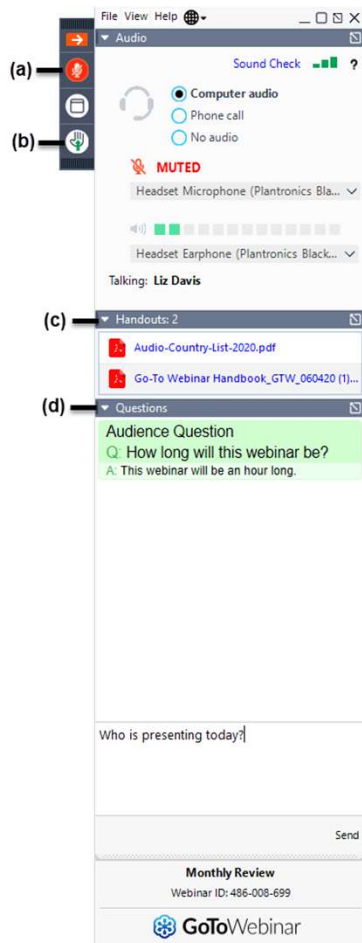 File View Help
Audio
(a)
Sound Check ?
Computer audio
Phone call
(b)
No audio
MUTED
Headset Microphone (Plantronics Bla...
Headset Earphone (Plantronics Black...
Talking: Liz Davis
(c)
Handouts: 2
Audio-Country-List-2020.pdf
Go-To Webinar Handbook_GTW_060420 (1)...
(d)
Questions
Audience Question
Q: How long will this webinar be?
A: This webinar will be an hour long.
Who is presenting today?
Send
Monthly Review
Webinar ID: 486-008-699
GoToWebinar